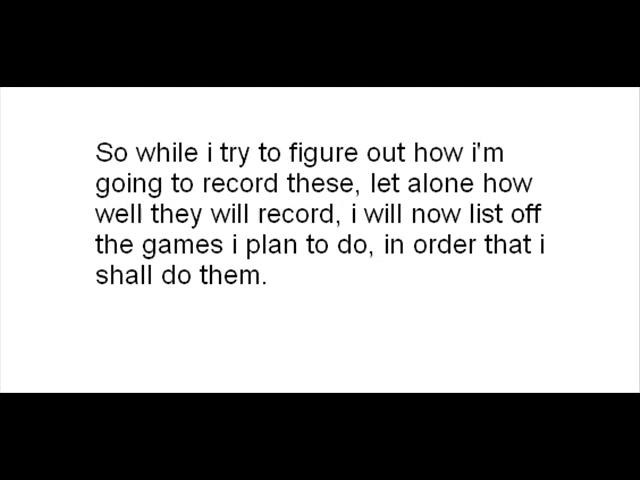 So while i try to figure out how i'm
going to record these, let alone how
well they will record, i will now list off
the games i plan to do, in order that i
shall do them.